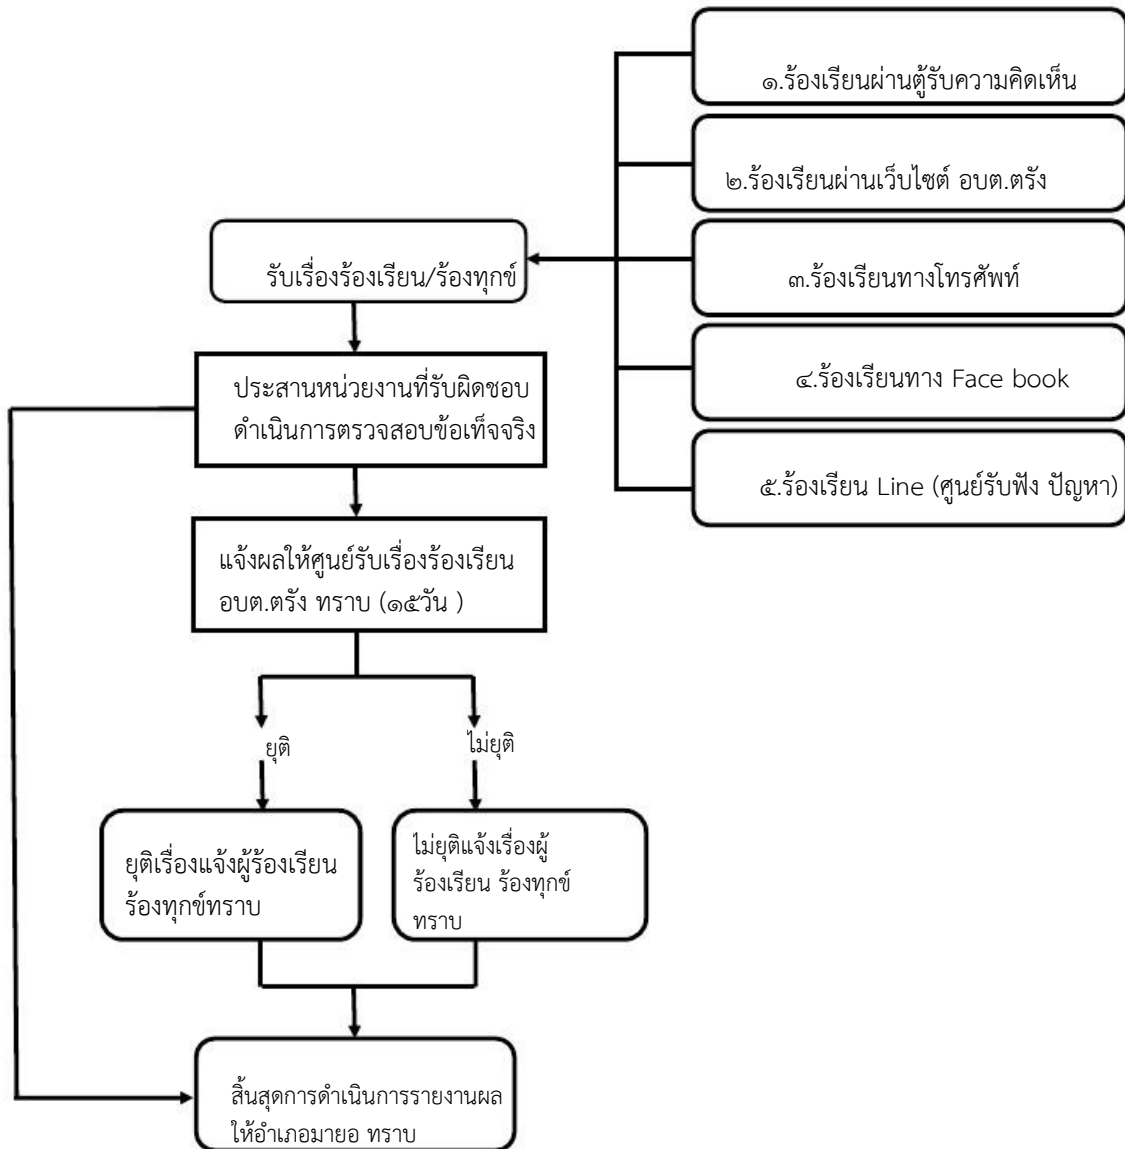 ๑.ร้องเรียนผ่านตู้รับความคิดเห็น
๒.ร้องเรียนผ่านเว็บไซต์ อบต.ตรัง
รับเรื่องร้องเรียน/ร้องทุกข์
๓.ร้องเรียนทางโทรศัพท์
๔.ร้องเรียนทาง Face book
๕.ร้องเรียน Line (ศูนย์รับฟัง ปัญหา)
ประสานหน่วยงานที่รับผิดชอบ
ดำเนินการตรวจสอบข้อเท็จจริง
แจ้งผลให้ศูนย์รับเรื่องร้องเรียน
อบต.ตรัง ทราบ (๑๕วัน )
ยุติ
ไม่ยุติ
ยุติเรื่องแจ้งผู้ร้องเรียน
ร้องทุกข์ทราบ
ไม่ยุติแจ้งเรื่องผู้
ร้องเรียน ร้องทุกข์
ทราบ
สิ้นสุดการดำเนินการรายงานผล
ให้อำเภอมายอ ทราบ